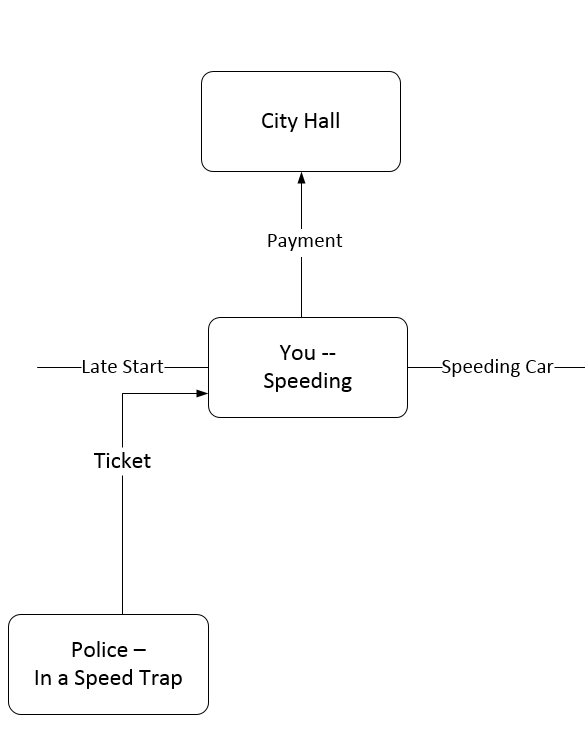 City Hall
Payment
You --
Speeding
Late Start
Speeding Car
Ticket
Police –
In a Speed Trap